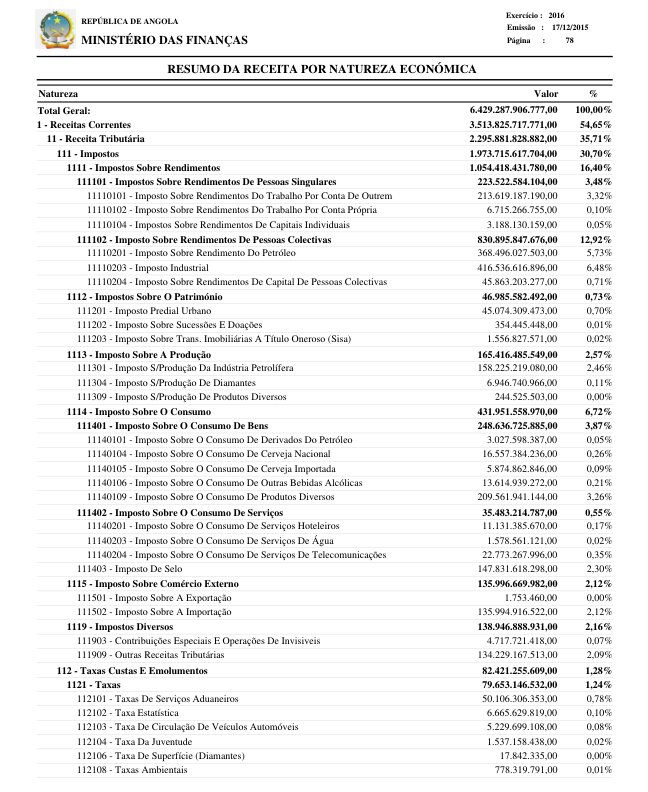 REPÚBLICA DE ANGOLA
MINISTÉRIO DAS FINANÇAS
Exercício : 2016
Emissão : 17/12/2015
Página : 78
RESUMO DA RECEITA POR NATUREZA ECONÓMICA
Natureza Valor %
Total Geral: 6.429.287.906.777,00 100,00%
1 - Receitas Correntes 3.513.825.717.771,00 54,65%
11 - Receita Tributária 2.295.881.828.882,00 35,71%
111 - Impostos 1.973.715.617.704,00 30,70%
1111 - Impostos Sobre Rendimentos 1.054.418.431.780,00 16,40%
111101 - Impostos Sobre Rendimentos De Pessoas Singulares 223.522.584.104,00 3,48%
11110101 - Imposto Sobre Rendimentos Do Trabalho Por Conta De Outrem 213.619.187.190,00 3,32%
11110102 - Imposto Sobre Rendimentos Do Trabalho Por Conta Própria 6.715.266.755,00 0,10%
11110104 - Impostos Sobre Rendimentos De Capitais Individuais 3.188.130.159,00 0,05%
111102 - Imposto Sobre Rendimentos De Pessoas Colectivas 830.895.847.676,00 12,92%
11110201 - Imposto Sobre Rendimento Do Petróleo 368.496.027.503,00 5,73%
11110203 - Imposto Industrial 416.536.616.896,00 6,48%
11110204 - Imposto Sobre Rendimentos De Capital De Pessoas Colectivas 45.863.203.277,00 0,71%
1112 - Impostos Sobre O Património 46.985.582.492,00 0,73%
111201 - Imposto Predial Urbano 45.074.309.473,00 0,70%
111202 - Imposto Sobre Sucessões E Doações 354.445.448,00 0,01%
111203 - Imposto Sobre Trans. Imobiliárias A Título Oneroso (Sisa) 1.556.827.571,00 0,02%
1113 - Imposto Sobre A Produção 165.416.485.549,00 2,57%
111301 - Imposto S/Produção Da Indústria Petrolífera 158.225.219.080,00 2,46%
111304 - Imposto S/Produção De Diamantes 6.946.740.966,00 0,11%
111309 - Imposto S/Produção De Produtos Diversos 244.525.503,00 0,00%
1114 - Imposto Sobre O Consumo 431.951.558.970,00 6,72%
111401 - Imposto Sobre O Consumo De Bens 248.636.725.885,00 3,87%
11140101 - Imposto Sobre O Consumo De Derivados Do Petróleo 3.027.598.387,00 0,05%
11140104 - Imposto Sobre O Consumo De Cerveja Nacional 16.557.384.236,00 0,26%
11140105 - Imposto Sobre O Consumo De Cerveja Importada 5.874.862.846,00 0,09%
11140106 - Imposto Sobre O Consumo De Outras Bebidas Alcólicas 13.614.939.272,00 0,21%
11140109 - Imposto Sobre O Consumo De Produtos Diversos 209.561.941.144,00 3,26%
111402 - Imposto Sobre O Consumo De Serviços 35.483.214.787,00 0,55%
11140201 - Imposto Sobre O Consumo De Serviços Hoteleiros 11.131.385.670,00 0,17%
11140203 - Imposto Sobre O Consumo De Serviços De Água 1.578.561.121,00 0,02%
11140204 - Imposto Sobre O Consumo De Serviços De Telecomunicações 22.773.267.996,00 0,35%
111403 - Imposto De Selo 147.831.618.298,00 2,30%
1115 - Imposto Sobre Comércio Externo 135.996.669.982,00 2,12%
111501 - Imposto Sobre A Exportação 1.753.460,00 0,00%
111502 - Imposto Sobre A Importação 135.994.916.522,00 2,12%
1119 - Impostos Diversos 138.946.888.931,00 2,16%
111903 - Contribuições Especiais E Operações De Invisiveis 4.717.721.418,00 0,07%
111909 - Outras Receitas Tributárias 134.229.167.513,00 2,09%
112 - Taxas Custas E Emolumentos 82.421.255.609,00 1,28%
1121 - Taxas 79.653.146.532,00 1,24%
112101 - Taxas De Serviços Aduaneiros 50.106.306.353,00 0,78%
112102 - Taxa Estatística 6.665.629.819,00 0,10%
112103 - Taxa De Circulação De Veículos Automóveis 5.229.699.108,00 0,08%
112104 - Taxa Da Juventude 1.537.158.438,00 0,02%
112106 - Taxa De Superfície (Diamantes) 17.842.335,00 0,00%
112108 - Taxas Ambientais 778.319.791,00 0,01%